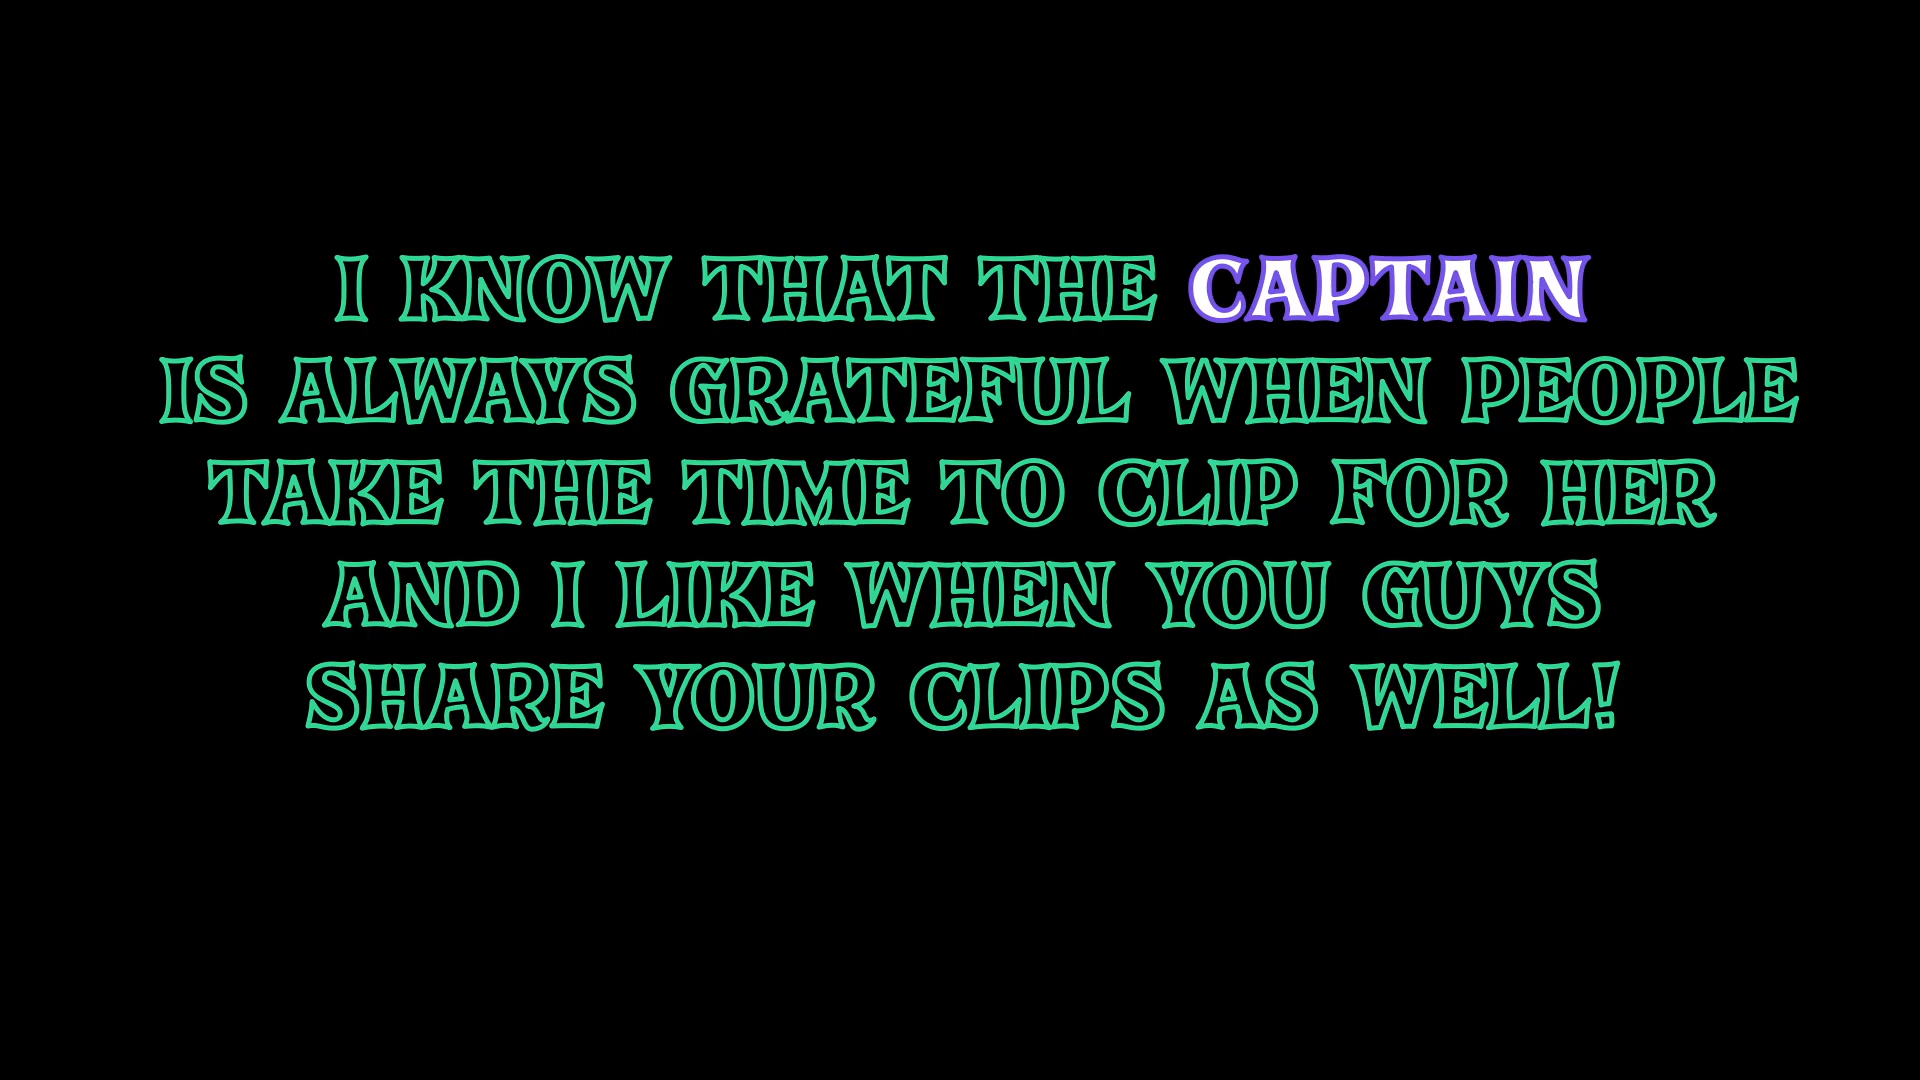 I KNOW THAT THE CAPTAIN
IS ALWAYS GRATEFUL WHEN PEOPLE
TAKE THE TIME TO CLIP FOR HER
AND I LIKE WHEN YOU GUYS
SHARE YOUR CLIPS AS WELL!